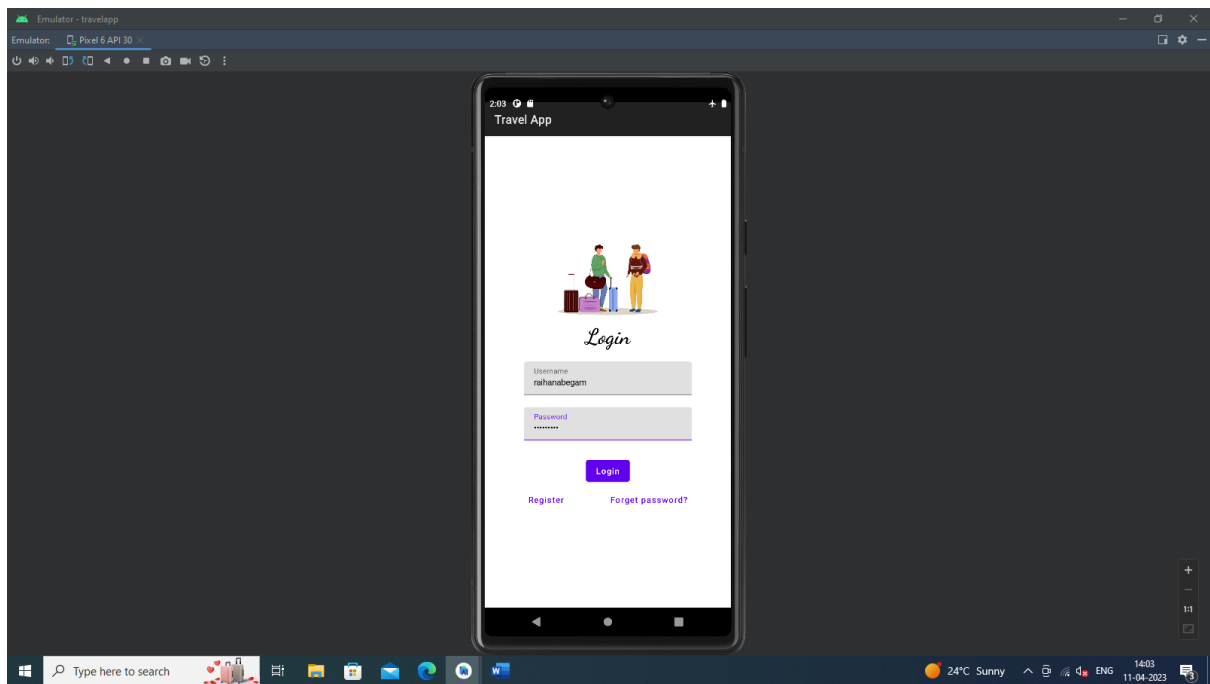 Emulator - travelapp
Emulator: Pixel 6 API 30
2:03
Travel App
Login
Username
raihanabegam
Password
•••••••••
Login
Register Forget password?
1:1
Type here to search
24°C Sunny ENG 14:03
11-04-2023
3